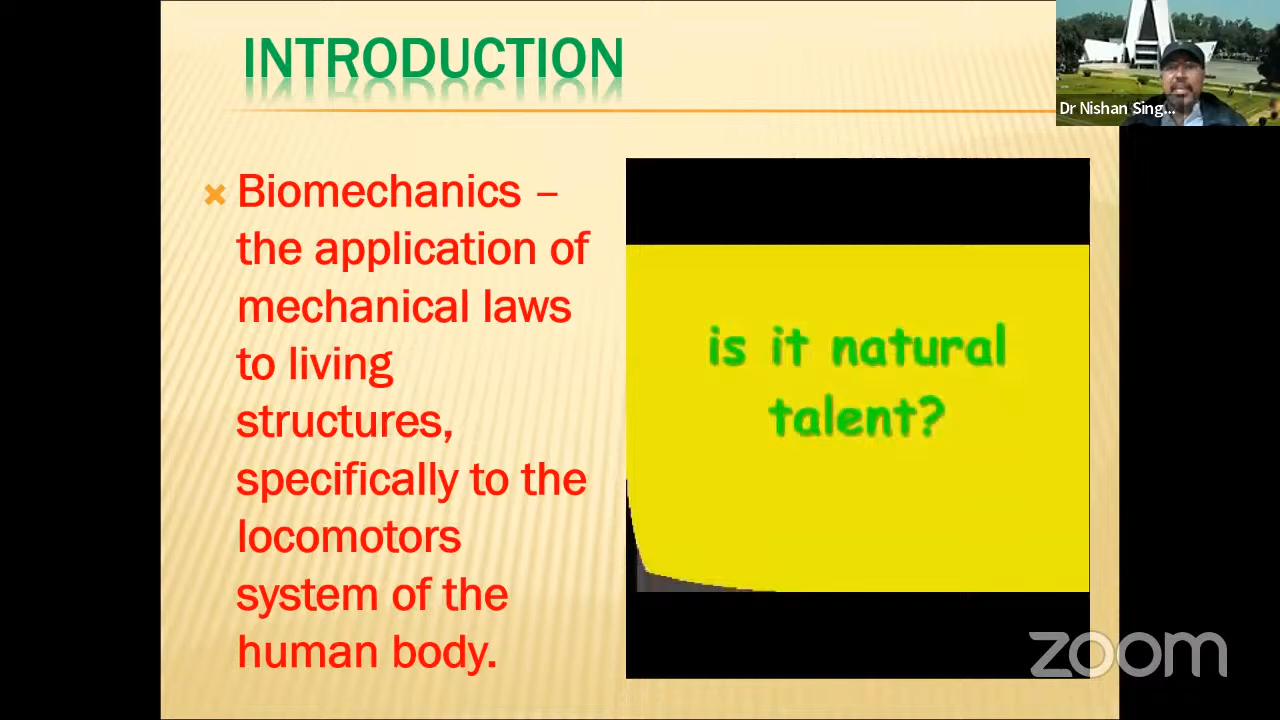 INTRODUCTION
Dr Nishan Sing...
Biomechanics –
the application of
mechanical laws
to living
structures,
specifically to the
locomotors
system of the
human body.
is it natural
talent?
zoom